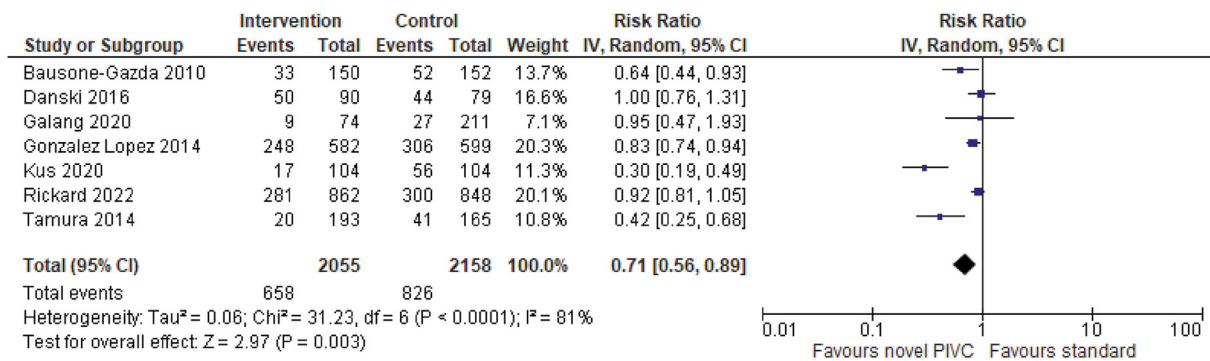 Intervention Control Risk Ratio Risk Ratio
Study or Subgroup Events Total Events Total Weight IV, Random, 95% CI IV, Random, 95% CI
Bausone-Gazda 2010 33 150 52 152 13.7% 0.64 [0.44, 0.93]
Danski 2016 50 90 44 79 16.6% 1.00 [0.76, 1.31]
Galang 2020 9 74 27 211 7.1% 0.95 [0.47, 1.93]
Gonzalez Lopez 2014 248 582 306 599 20.3% 0.83 [0.74, 0.94]
Kus 2020 17 104 56 104 11.3% 0.30 [0.19, 0.49]
Rickard 2022 281 862 300 848 20.1% 0.92 [0.81, 1.05]
Tamura 2014 20 193 41 165 10.8% 0.42 [0.25, 0.68]
Total (95% CI) 2055 2158 100.0% 0.71 [0.56, 0.89]
Total events 658 826
Heterogeneity: Tau² = 0.06; Chi² = 31.23, df = 6 (P < 0.0001); I² = 81%
Test for overall effect: Z = 2.97 (P = 0.003)
0.01 0.1 1 10 100
Favours novel PIVC Favours standard